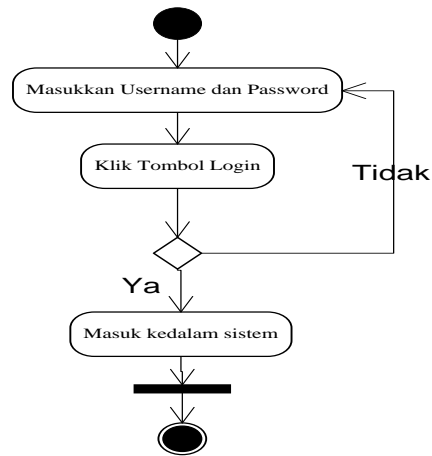 Masukkan Username dan Password
Klik Tombol Login
Tidak
Ya
Masuk kedalam sistem